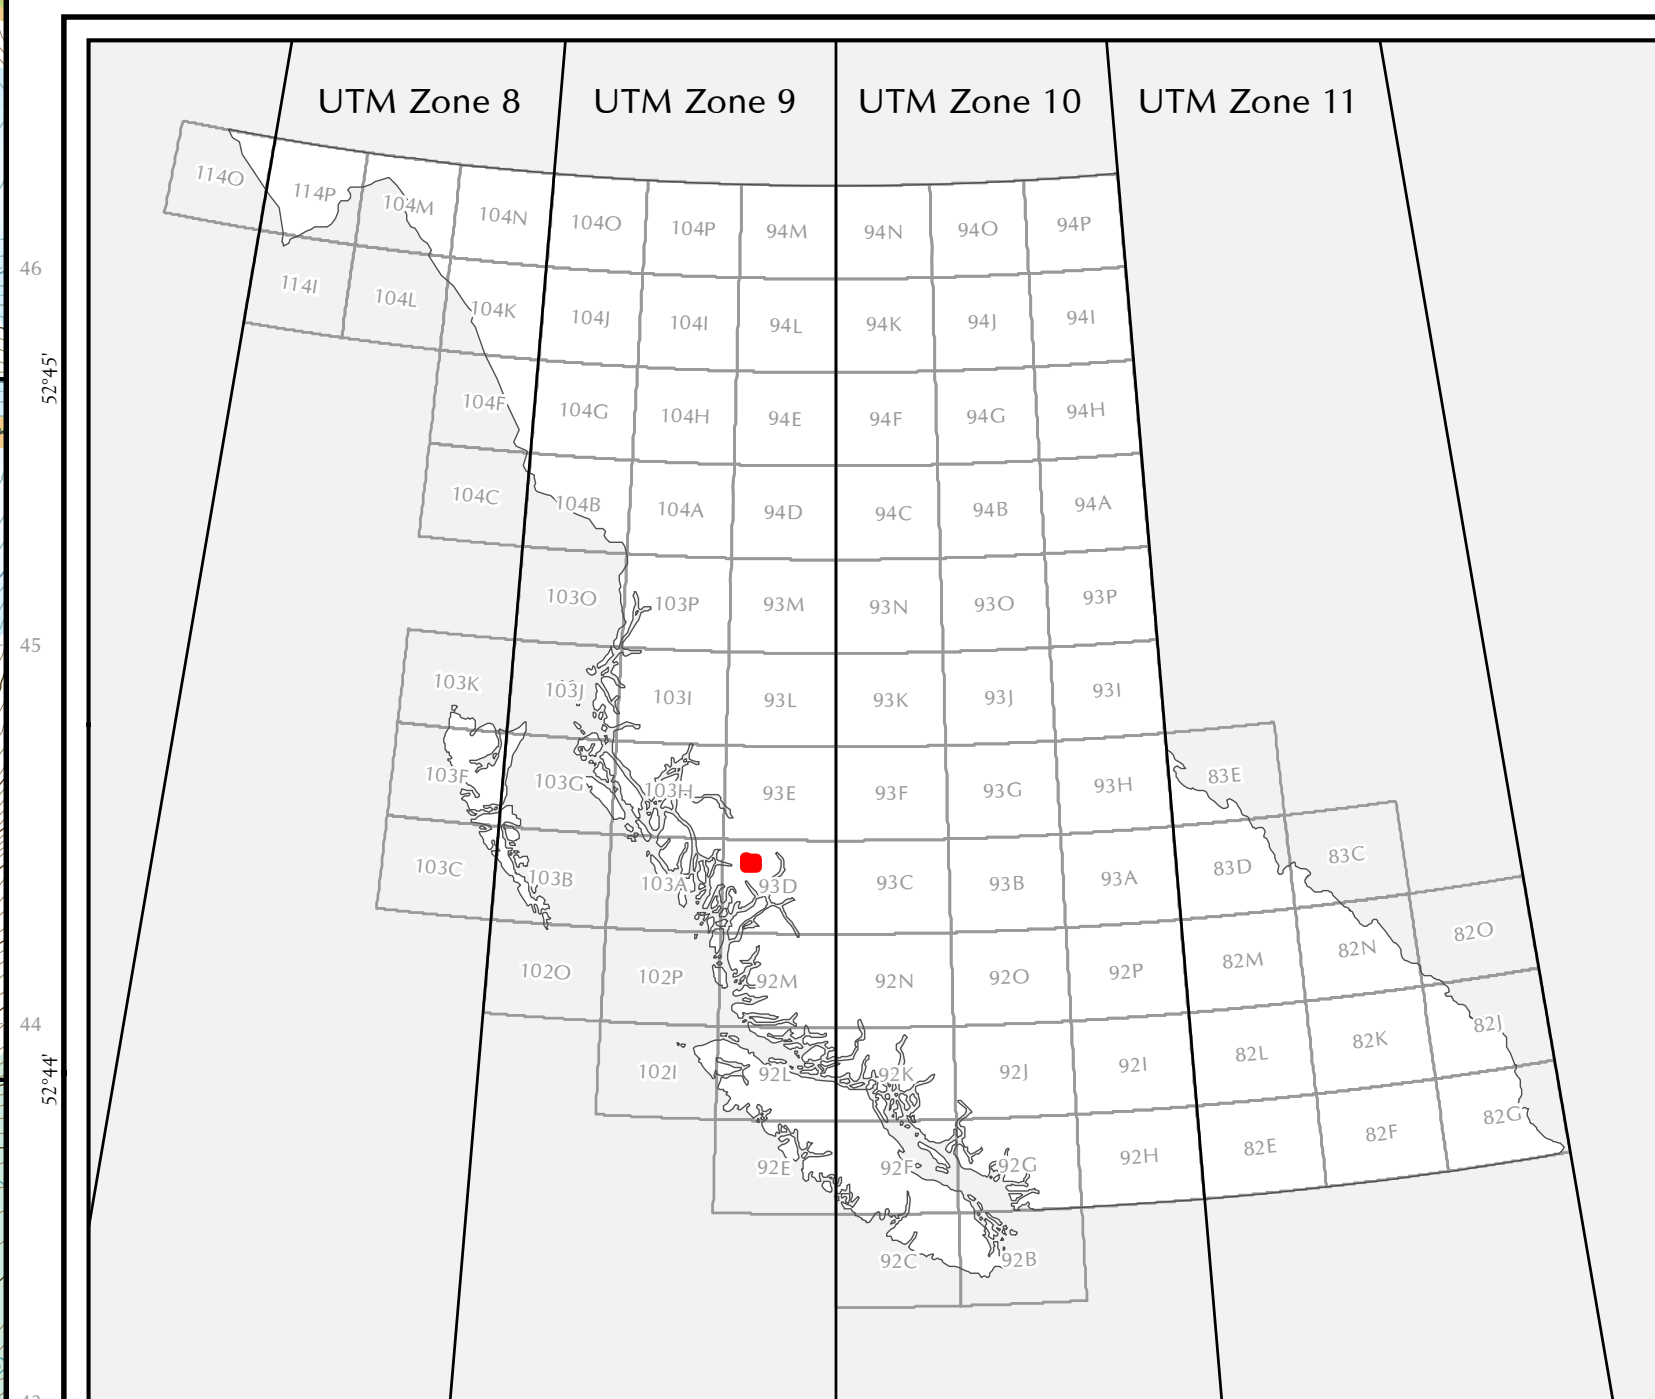 UTM Zone 8 UTM Zone 9 UTM Zone 10 UTM Zone 11
114O 114P 104M 104N 104O 104P 94M 94N 94O 94P
46
114I 104L 104K 104J 104I 94L 94K 94J 94I
52°45'
104F 104G 104H 94E 94F 94G 94H
104C 104B 104A 94D 94C 94B 94A
103O 103P 93M 93N 93O 93P
45
103K 103J 103I 93L 93K 93J 93I
103F 103G 103H 93E 93F 93G 93H 83E
103C 103B 103A 93D 93C 93B 93A 83D 83C
102O 102P 92M 92N 92O 92P 82M 82N 82O
44
52°44'
102I 92L 92K 92J 92I 82L 82K 82J
92E 92F 92G 92H 82E 82F 82G
92C 92B